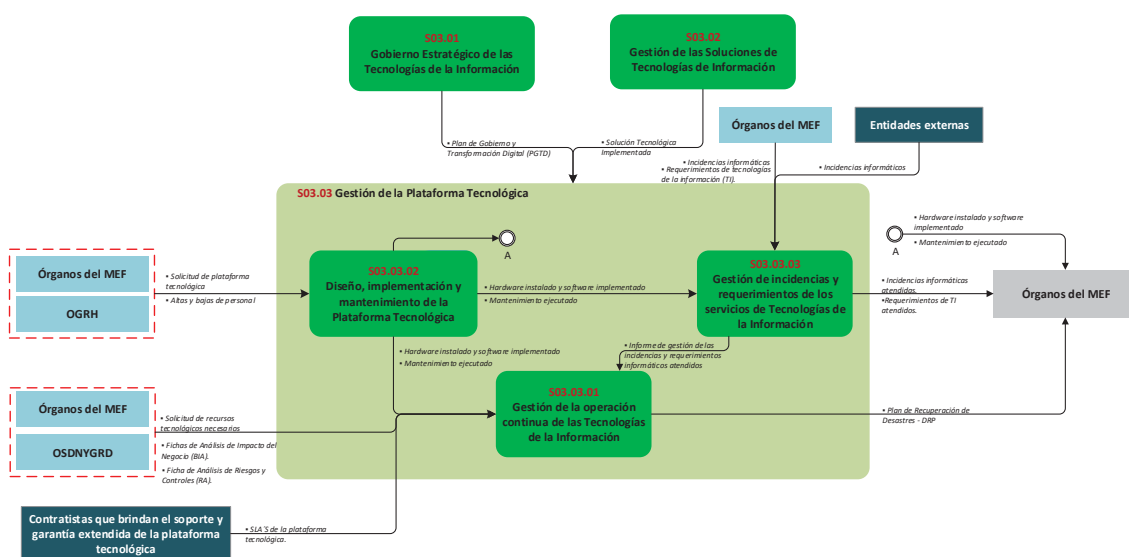 S03.01
Gobierno Estratégico de las
Tecnologías de la Información
S03.02
Gestión de las Soluciones de
Tecnologías de Información
Órganos del MEF
Entidades externas
• Plan de Gobierno y
Transformación Digital (PGTD)
• Solución Tecnológica
Implementada
• Incidencias informáticas
• Requerimientos de tecnologías
de la información (TI).
• Incidencias informáticos
S03.03 Gestión de la Plataforma Tecnológica
Órganos del MEF
OGRH
• Solicitud de plataforma
tecnológica
• Altas y bajas de personal
S03.03.02
Diseño, implementación y
mantenimiento de la
Plataforma Tecnológica
A
• Hardware instalado y software implementado
• Mantenimiento ejecutado
S03.03.03
Gestión de incidencias y
requerimientos de los
servicios de Tecnologías de
la Información
A
• Hardware instalado y software
implementado
• Mantenimiento ejecutado
• Incidencias informáticas
atendidas.
•Requerimientos de TI
atendidos.
Órganos del MEF
• Hardware instalado y software implementado
• Mantenimiento ejecutado
• Informe de gestión de las
incidencias y requerimientos
informáticos atendidos
S03.03.01
Gestión de la operación
continua de las Tecnologías
de la Información
• Plan de Recuperación de
Desastres - DRP
Órganos del MEF
OSDNYGRD
• Solicitud de recursos
tecnológicos necesarios
• Fichas de Análisis de Impacto del
Negocio (BIA).
• Ficha de Análisis de Riesgos y
Controles (RA).
Contratistas que brindan el soporte y
garantía extendida de la plataforma
tecnológica
• SLA´S de la plataforma
tecnológica.